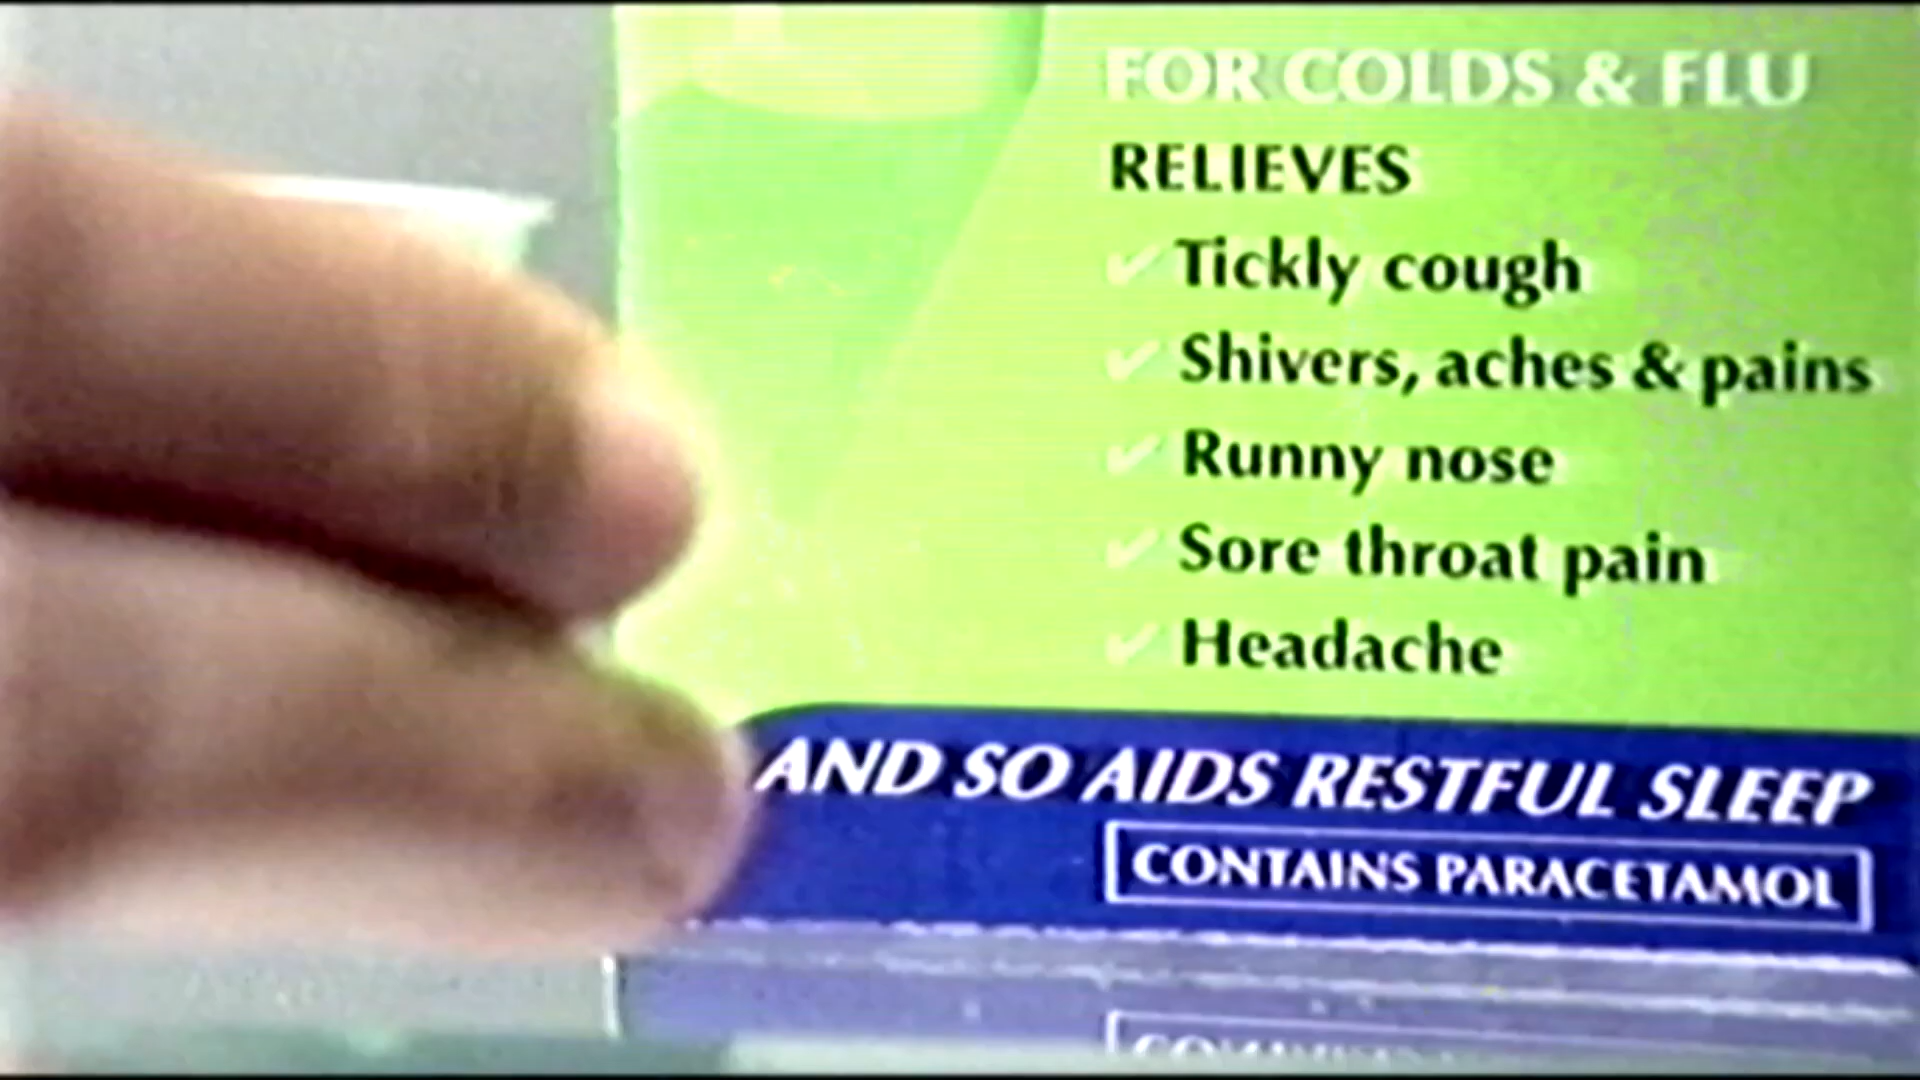 FOR COLDS & FLU
RELIEVES
Tickly cough
Shivers, aches & pains
Runny nose
Sore throat pain
Headache
AND SO AIDS RESTFUL SLEEP
CONTAINS PARACETAMOL